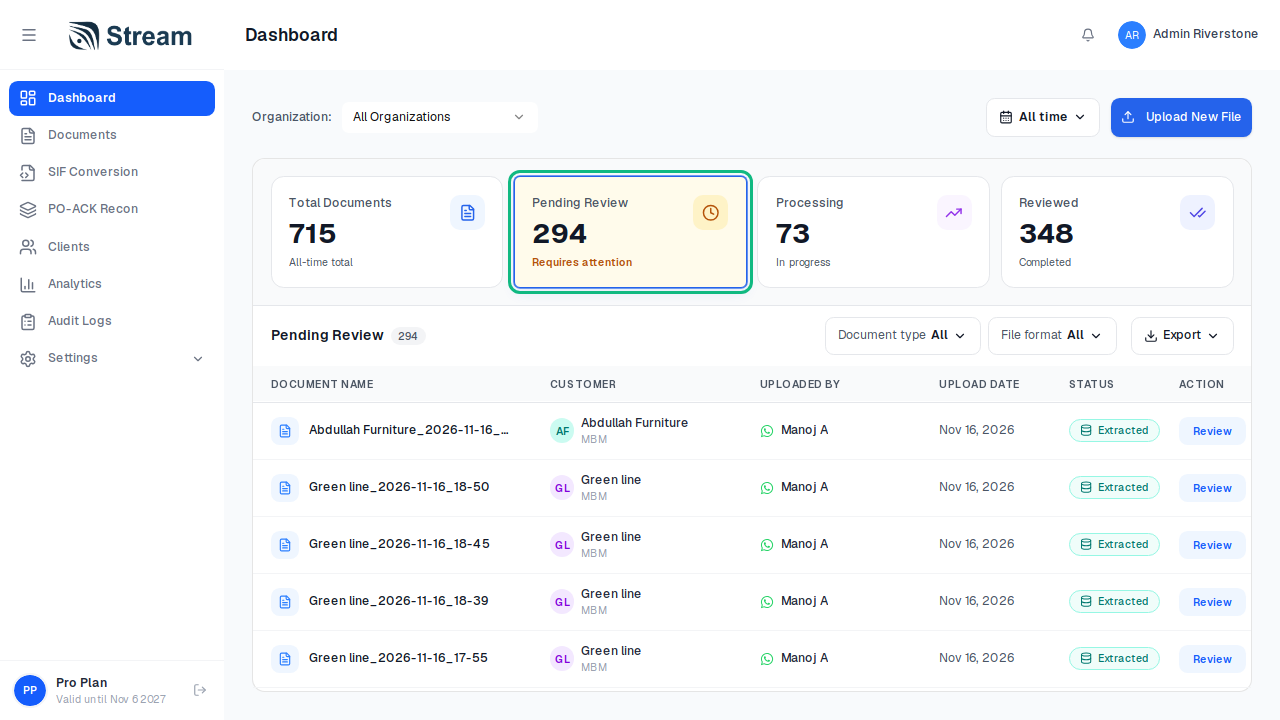 Stream
Dashboard
AR
Admin Riverstone
Dashboard
Documents
SIF Conversion
PO-ACK Recon
Clients
Analytics
Audit Logs
Settings
PP
Pro Plan
Valid until Nov 6 2027
Organization:
All Organizations
All time
Upload New File
Total Documents
715
All-time total
Pending Review
294
Requires attention
Processing
73
In progress
Reviewed
348
Completed
Pending Review 294
Document type All
File format All
Export
DOCUMENT NAME CUSTOMER UPLOADED BY UPLOAD DATE STATUS ACTION
AF Abdullah Furniture
Abdullah Furniture_2026-11-16_… Manoj A Nov 16, 2026 Extracted Review
MBM
GL Green line
Green line_2026-11-16_18-50 Manoj A Nov 16, 2026 Extracted Review
MBM
GL Green line
Green line_2026-11-16_18-45 Manoj A Nov 16, 2026 Extracted Review
MBM
GL Green line
Green line_2026-11-16_18-39 Manoj A Nov 16, 2026 Extracted Review
MBM
GL Green line
Green line_2026-11-16_17-55 Manoj A Nov 16, 2026 Extracted Review
MBM